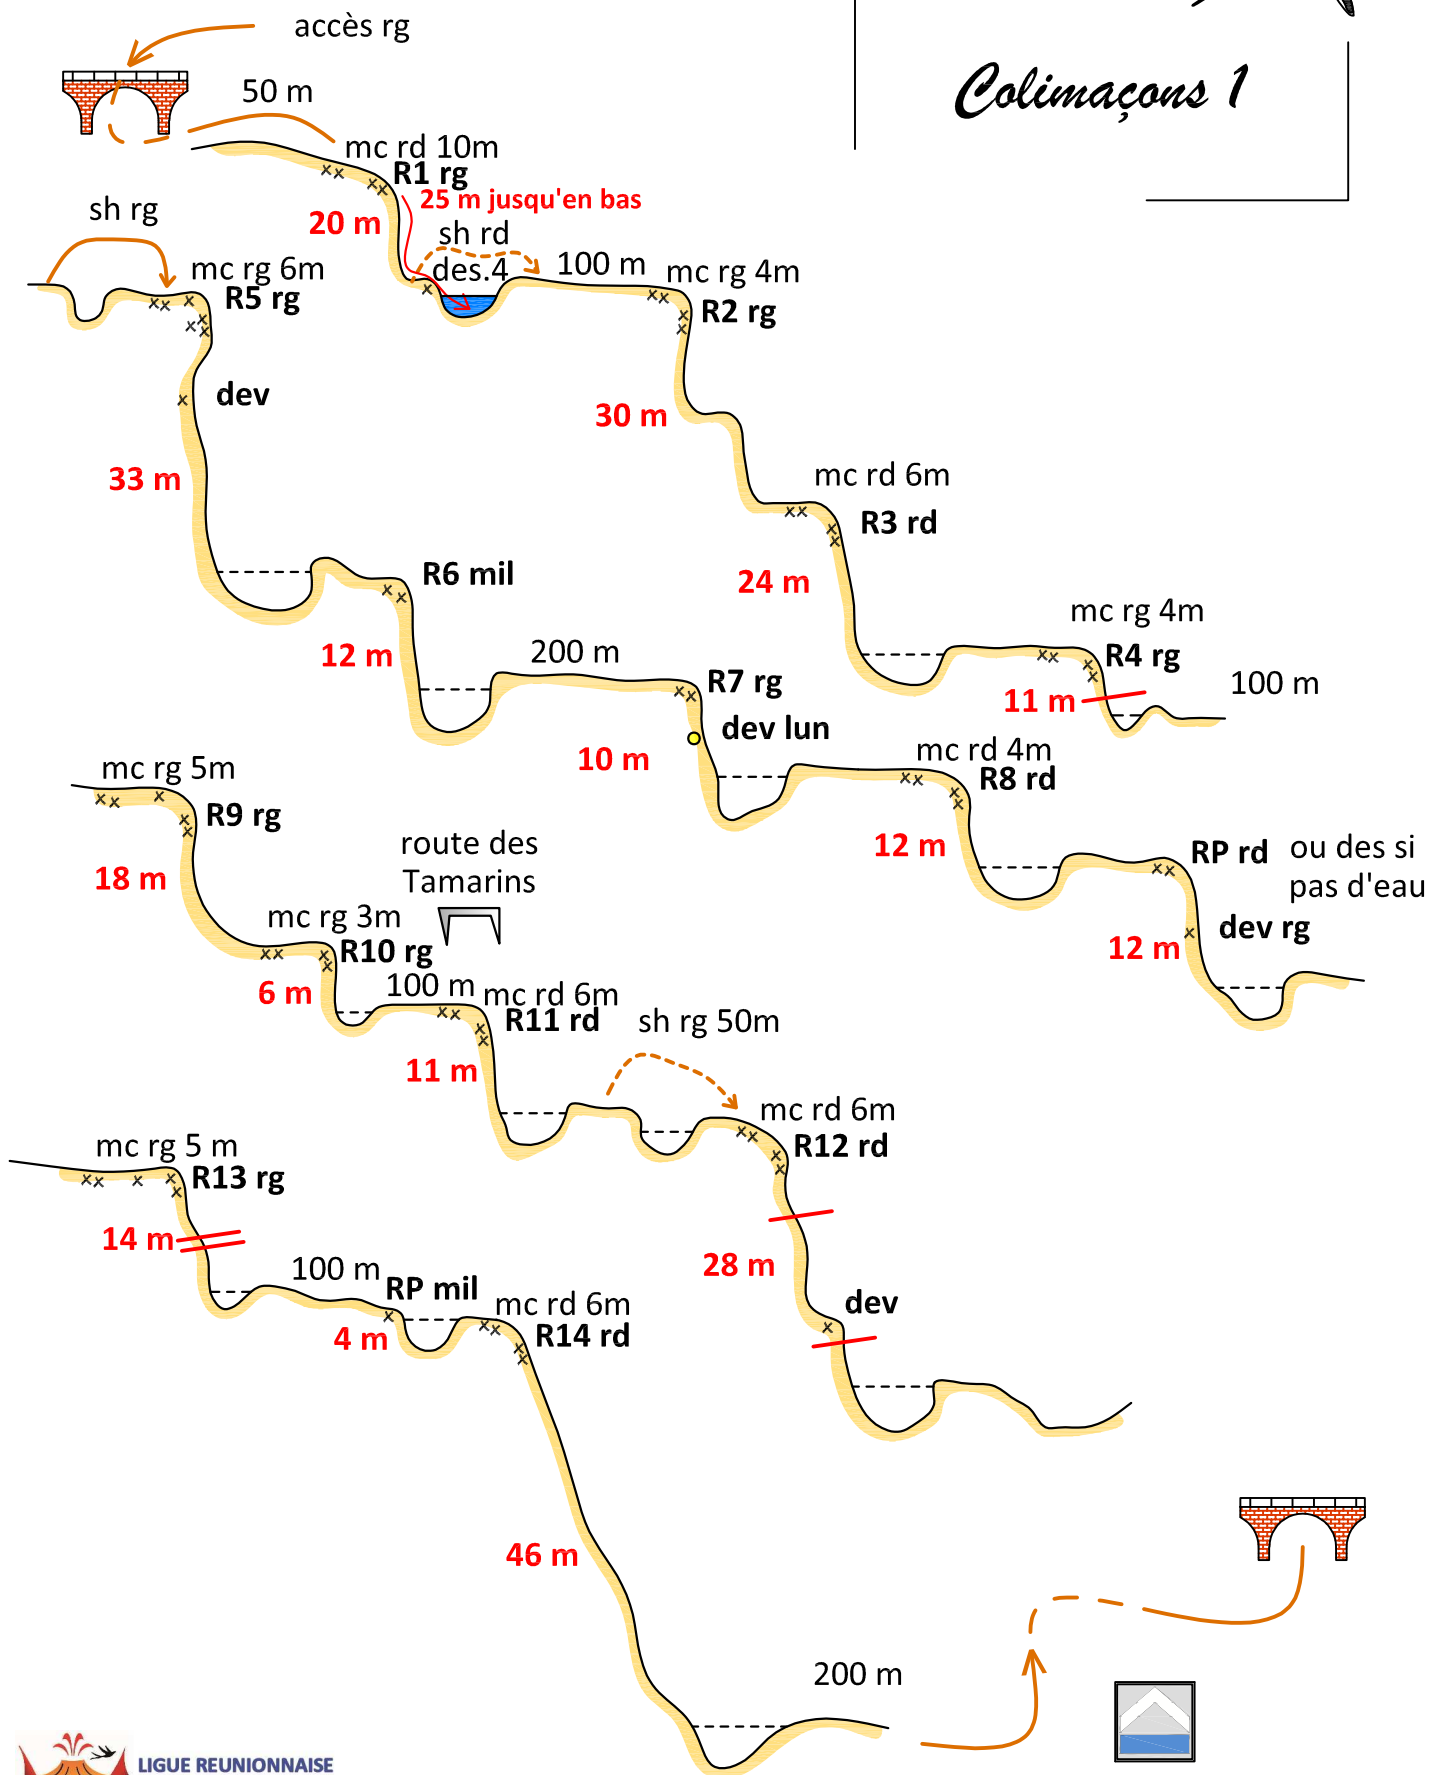 accès rg
Colimaçons 1
50 m
mc rd 10m
R1 rg
25 m jusqu'en bas
20 m
sh rd
des.4
100 m
mc rg 4m
R2 rg
30 m
mc rd 6m
R3 rd
24 m
mc rg 4m
R4 rg
11 m
100 m
sh rg
mc rg 6m
R5 rg
dev
33 m
R6 mil
12 m
200 m
R7 rg
dev lun
10 m
mc rd 4m
R8 rd
12 m
RP rd
ou des si
pas d'eau
dev rg
12 m
mc rg 5m
R9 rg
18 m
route des
Tamarins
mc rg 3m
R10 rg
6 m
100 m
mc rd 6m
R11 rd
11 m
sh rg 50m
mc rd 6m
R12 rd
28 m
dev
mc rg 5 m
R13 rg
14 m
100 m
RP mil
4 m
mc rd 6m
R14 rd
46 m
200 m
LIGUE REUNIONNAISE